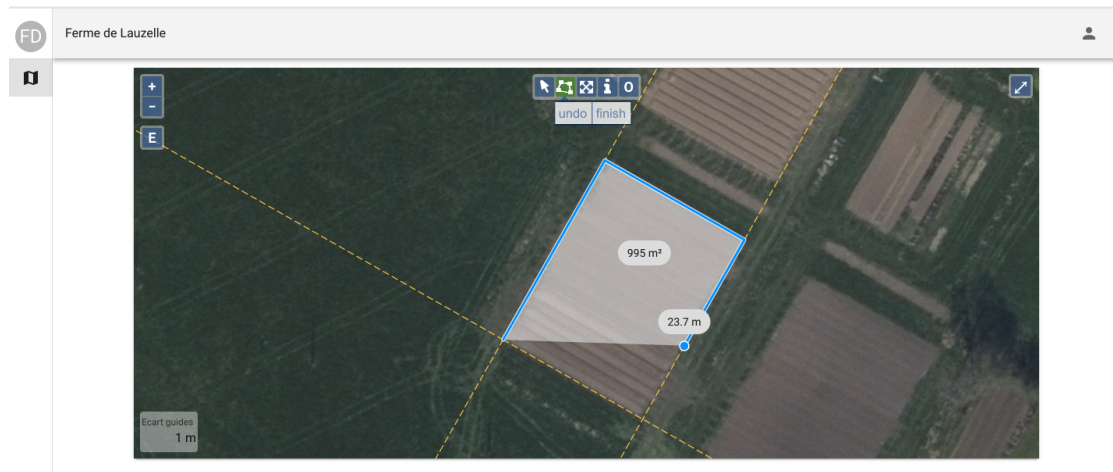 FD
Ferme de Lauzelle
+
−
E
O
undo finish
995 m²
23.7 m
Ecart guides
1 m